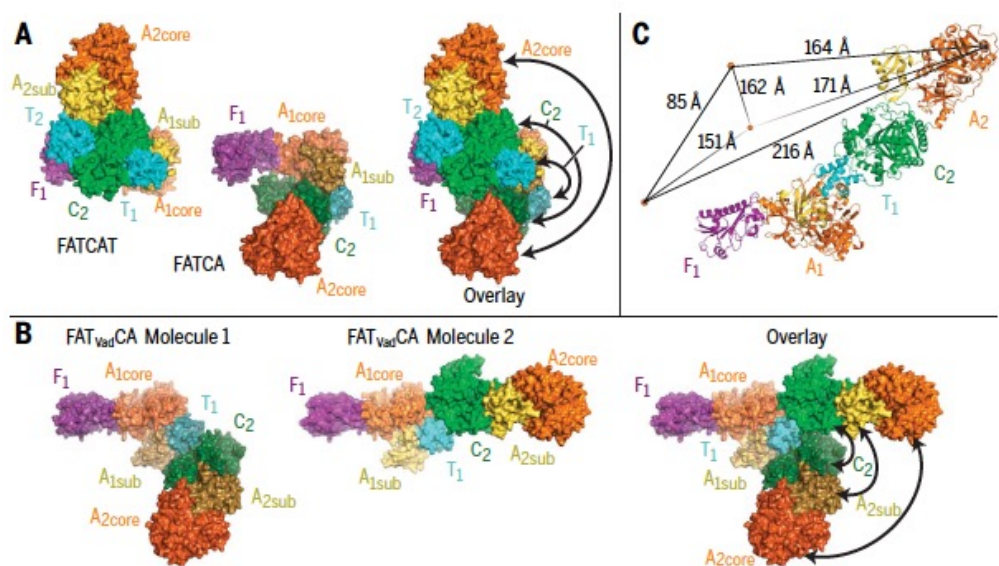 A
A2core
A2sub
T2
A1sub
F1
C2
T1
A1core
FATCAT
F1
A1core
A1sub
T1
C2
A2core
FATCA
A2core
T2
C2
T1
F1
A1core
A2core
Overlay
C
164 Å
A2
162 Å
171 Å
85 Å
151 Å
216 Å
T2
C2
T1
F1
A1
B
FATVadCA Molecule 1
F1
A1core
T1
C2
A1sub
A2sub
A2core
FATVadCA Molecule 2
F1
A1core
A2core
C2
A2sub
T1
A1sub
Overlay
F1
A1core
T1
C2
A1sub
A2sub
A2core